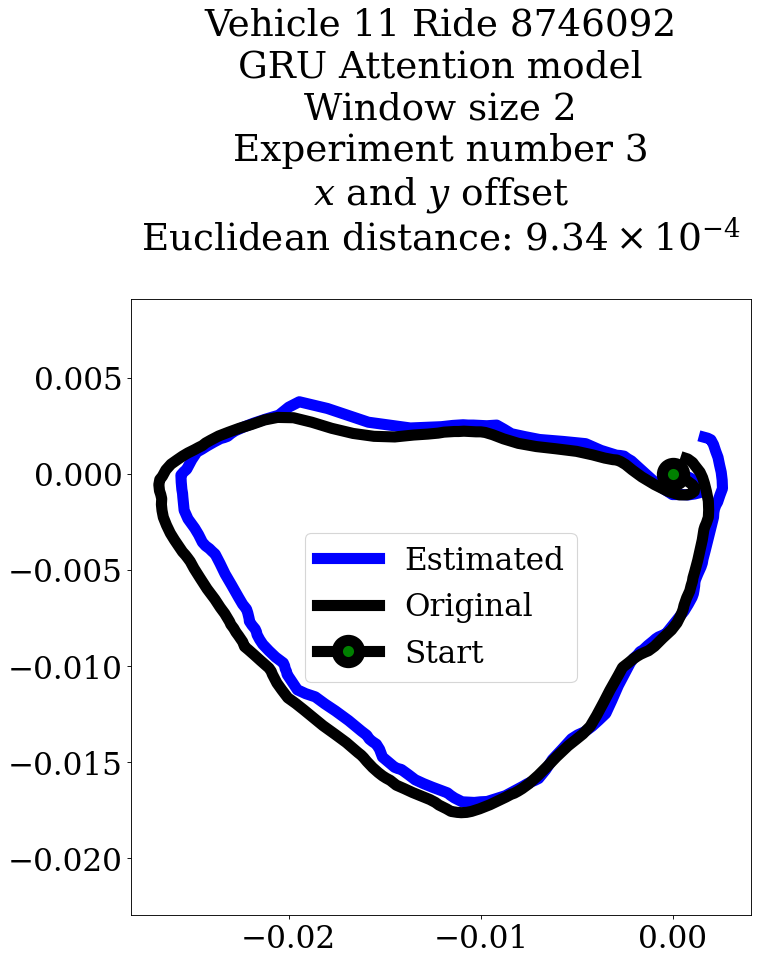 Vehicle 11 Ride 8746092
GRU Attention model
Window size 2
Experiment number 3
x and y offset
Euclidean distance: 9.34 × 10⁻⁴
0.005
0.000
−0.005
−0.010
−0.015
−0.020
Estimated
Original
Start
−0.02 −0.01 0.00